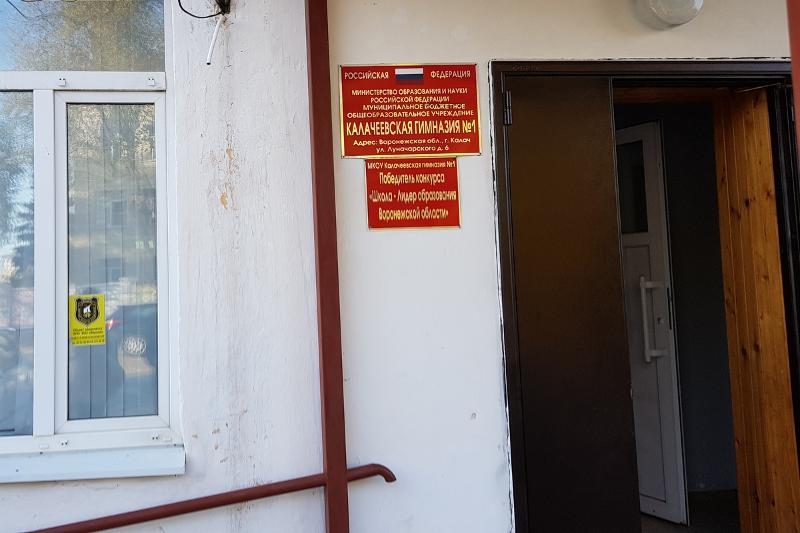 РОССИЙСКАЯ ФЕДЕРАЦИЯ
МИНИСТЕРСТВО ОБРАЗОВАНИЯ И НАУКИ
РОССИЙСКОЙ ФЕДЕРАЦИИ
МУНИЦИПАЛЬНОЕ БЮДЖЕТНОЕ
ОБЩЕОБРАЗОВАТЕЛЬНОЕ УЧРЕЖДЕНИЕ
КАЛАЧЕЕВСКАЯ ГИМНАЗИЯ №1
Адрес: Воронежская обл., г. Калач
ул. Луначарского д. 6
МКОУ Калачеевская гимназия №1
Победитель конкурса
«Школа - Лидер образования
Воронежской области»